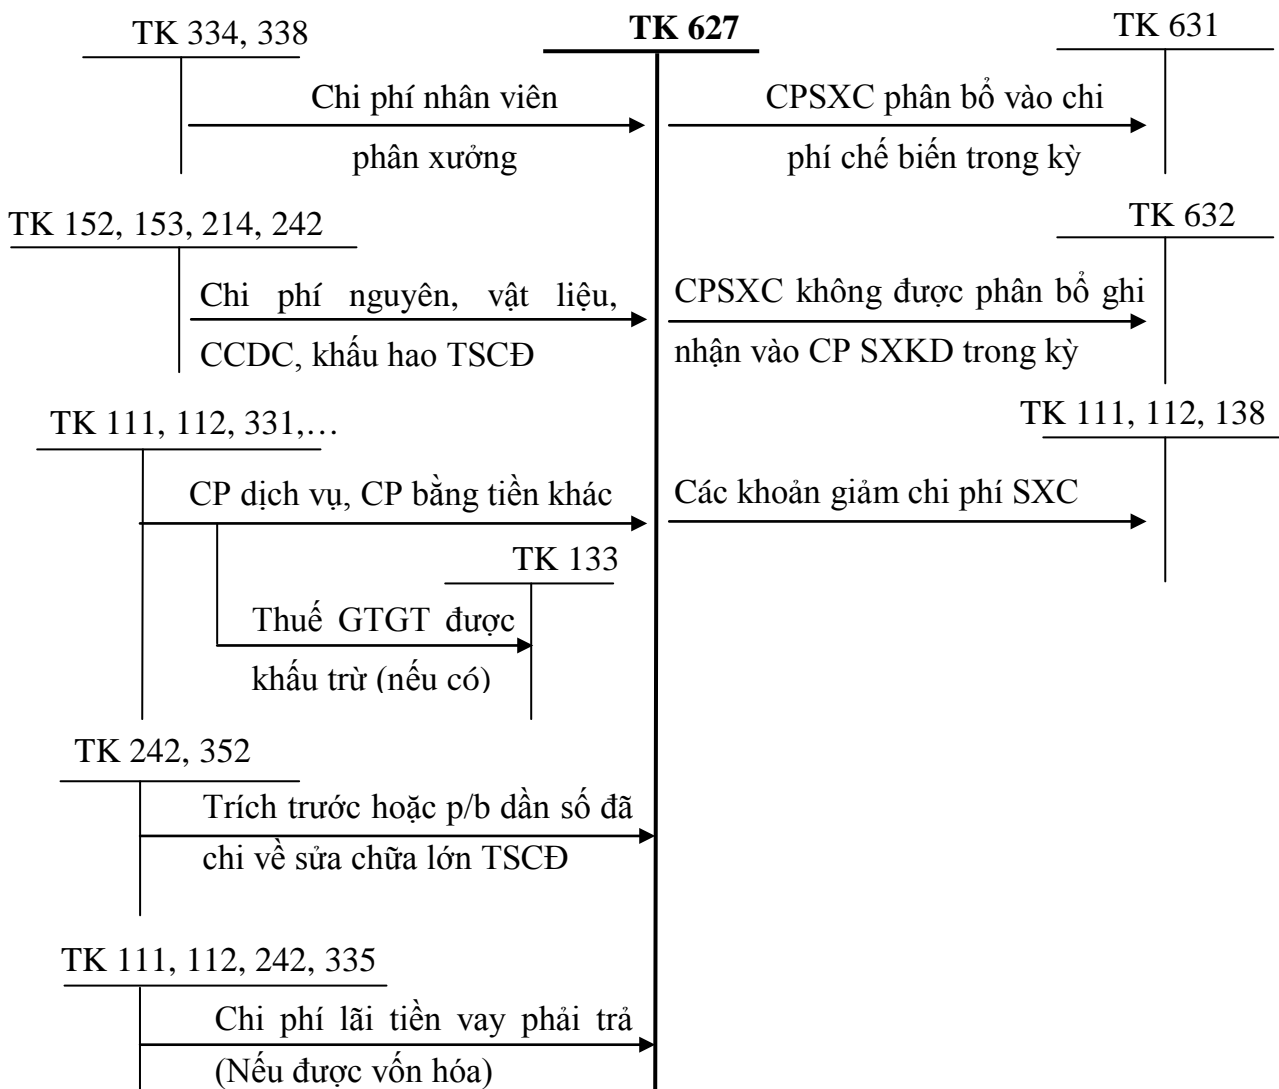 TK 334, 338
TK 627
TK 631
Chi phí nhân viên
phân xưởng
CPSXC phân bổ vào chi
phí chế biến trong kỳ
TK 152, 153, 214, 242
TK 632
Chi phí nguyên, vật liệu,
CCDC, khấu hao TSCĐ
CPSXC không được phân bổ ghi
nhận vào CP SXKD trong kỳ
TK 111, 112, 331,…
TK 111, 112, 138
CP dịch vụ, CP bằng tiền khác
Các khoản giảm chi phí SXC
TK 133
Thuế GTGT được
khấu trừ (nếu có)
TK 242, 352
Trích trước hoặc p/b dần số đã
chi về sửa chữa lớn TSCĐ
TK 111, 112, 242, 335
Chi phí lãi tiền vay phải trả
(Nếu được vốn hóa)